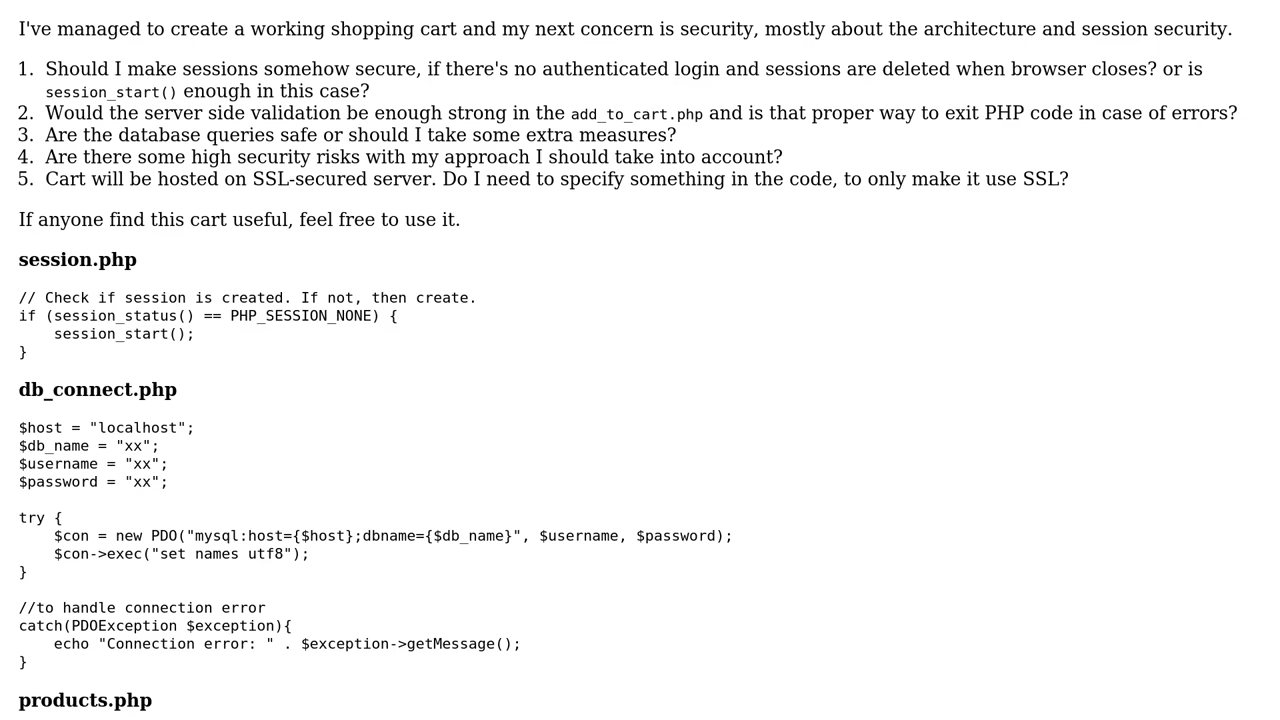 I've managed to create a working shopping cart and my next concern is security, mostly about the architecture and session security.
1. Should I make sessions somehow secure, if there's no authenticated login and sessions are deleted when browser closes? or is
session_start() enough in this case?
2. Would the server side validation be enough strong in the add_to_cart.php and is that proper way to exit PHP code in case of errors?
3. Are the database queries safe or should I take some extra measures?
4. Are there some high security risks with my approach I should take into account?
5. Cart will be hosted on SSL-secured server. Do I need to specify something in the code, to only make it use SSL?
If anyone find this cart useful, feel free to use it.
session.php
// Check if session is created. If not, then create.
if (session_status() == PHP_SESSION_NONE) {
    session_start();
}
db_connect.php
$host = "localhost";
$db_name = "xx";
$username = "xx";
$password = "xx";
try {
    $con = new PDO("mysql:host={$host};dbname={$db_name}", $username, $password);
    $con->exec("set names utf8");
}
//to handle connection error
catch(PDOException $exception){
    echo "Connection error: " . $exception->getMessage();
}
products.php